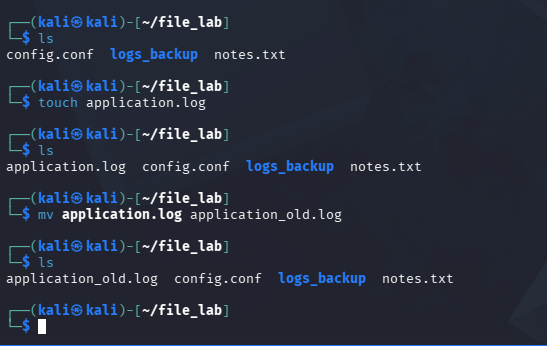 ┌──(kali㉿kali)-[~/file_lab]
└─$ ls
config.conf  logs_backup  notes.txt

┌──(kali㉿kali)-[~/file_lab]
└─$ touch application.log

┌──(kali㉿kali)-[~/file_lab]
└─$ ls
application.log  config.conf  logs_backup  notes.txt

┌──(kali㉿kali)-[~/file_lab]
└─$ mv application.log application_old.log

┌──(kali㉿kali)-[~/file_lab]
└─$ ls
application_old.log  config.conf  logs_backup  notes.txt

┌──(kali㉿kali)-[~/file_lab]
└─$